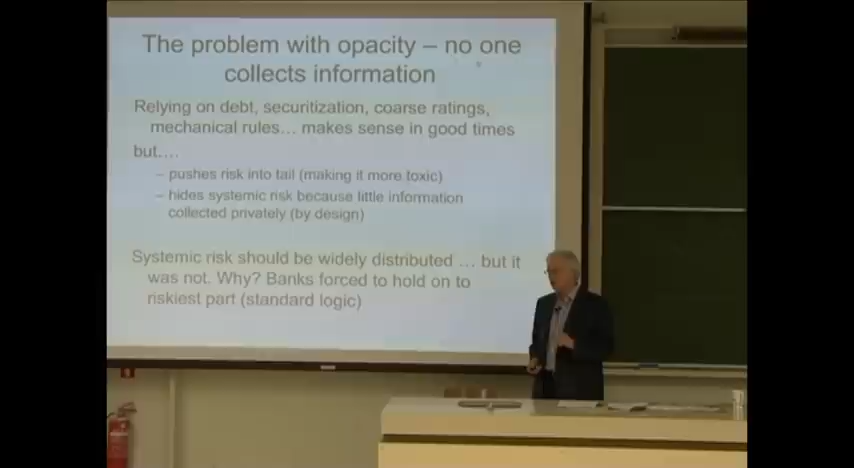 The problem with opacity – no one
collects information
Relying on debt, securitization, coarse ratings,
mechanical rules… makes sense in good times
but….
– pushes risk into tail (making it more toxic)
– hides systemic risk because little information
collected privately (by design)
Systemic risk should be widely distributed … but it
was not. Why? Banks forced to hold on to
riskiest part (standard logic)